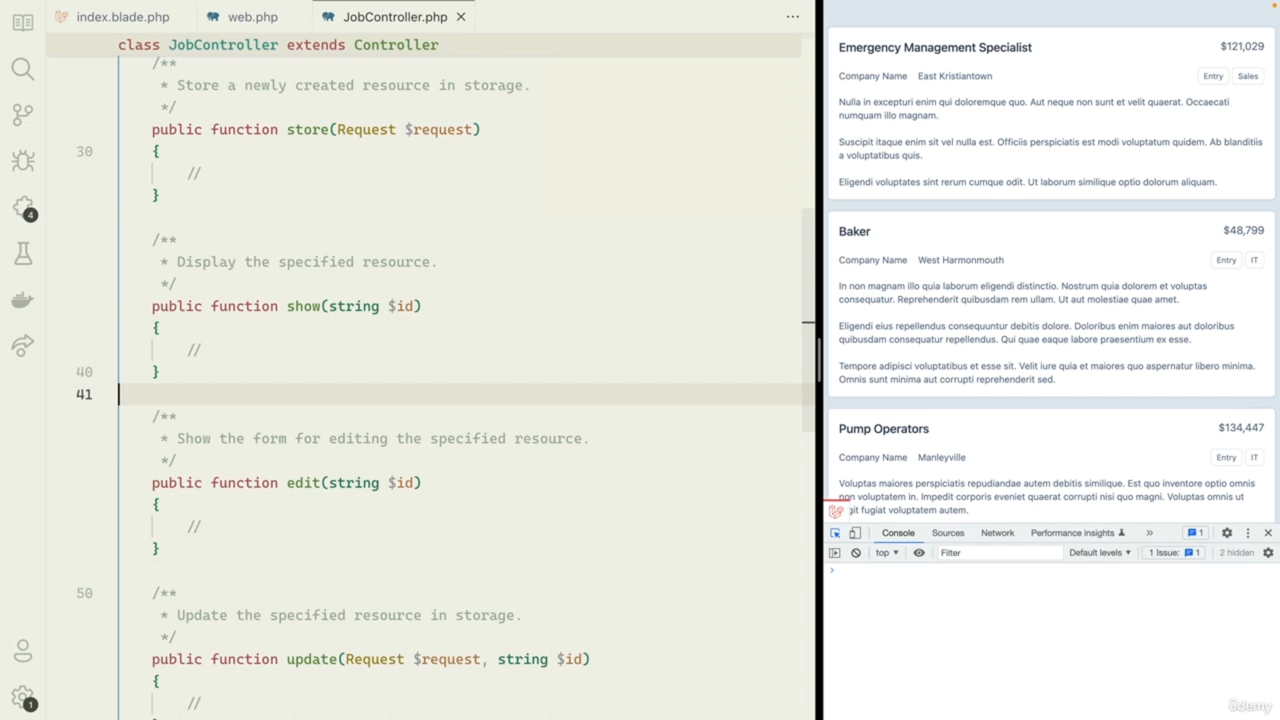 index.blade.php
web.php
JobController.php
class JobController extends Controller
/**
* Store a newly created resource in storage.
*/
public function store(Request $request)
30
{
//
}
/**
* Display the specified resource.
*/
public function show(string $id)
{
//
40
}
41
/**
* Show the form for editing the specified resource.
*/
public function edit(string $id)
{
//
}
50
/**
* Update the specified resource in storage.
*/
public function update(Request $request, string $id)
{
//
4
1
Emergency Management Specialist $121,029
Company Name East Kristiantown Entry Sales
Nulla in excepturi enim qui doloremque quo. Aut neque non sunt et velit quaerat. Occaecati
numquam illo magnam.
Suscipit itaque enim sit vel nulla est. Officiis perspiciatis est modi voluptatum quidem. Ab blanditiis
a voluptatibus quis.
Eligendi voluptates sint rerum cumque odit. Ut laborum similique optio dolorum aliquam.
Baker $48,799
Company Name West Harmonmouth Entry IT
In non magnam illo quia laborum eligendi distinctio. Nostrum quia dolorem et voluptas
consequatur. Reprehenderit quibusdam rem ullam. Ut aut molestiae quae amet.
Eligendi eius repellendus consequuntur debitis dolore. Doloribus enim maiores aut doloribus
quibusdam consequatur repellendus. Qui quae eaque labore praesentium ex esse.
Tempore adipisci voluptatibus et esse sit. Velit iure quia et maiores quo aspernatur libero minima.
Omnis sunt minima aut corrupti reprehenderit sed.
Pump Operators $134,447
Company Name Manleyville Entry IT
Voluptas maiores perspiciatis repudiandae autem debitis similique. Est quo inventore optio omnis
non voluptatem in. Impedit corporis eveniet quaerat corrupti nisi quo magni. Voluptas omnis ut
git fugiat voluptatem autem.
Console Sources Network Performance insights » 1
top Filter Default levels 1 Issue: 1 2 hidden
›
ûdemy